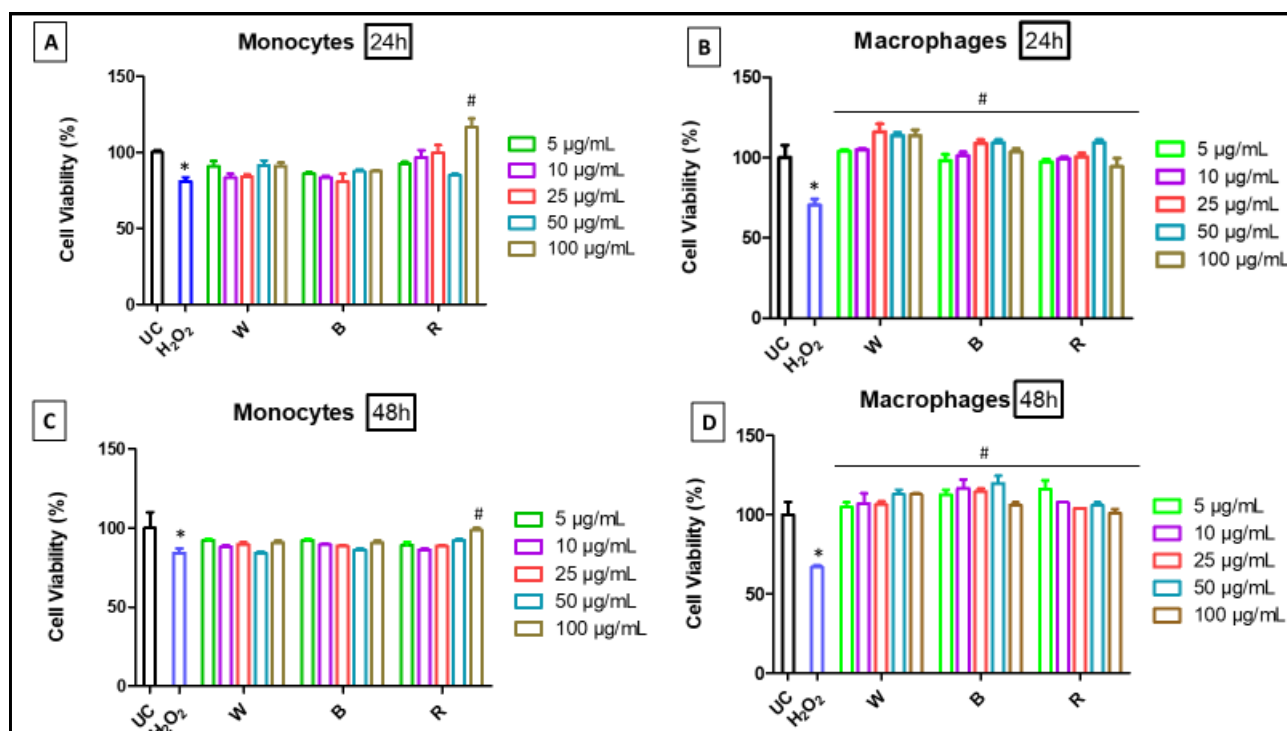 A
Monocytes 24h
Cell Viability (%)
150
100
50
0
*
#
UC
H₂O₂
W
B
R
5 µg/mL
10 µg/mL
25 µg/mL
50 µg/mL
100 µg/mL
B
Macrophages 24h
Cell Viability (%)
150
100
50
0
*
#
UC
H₂O₂
W
B
R
5 µg/mL
10 µg/mL
25 µg/mL
50 µg/mL
100 µg/mL
C
Monocytes 48h
Cell Viability (%)
150
100
50
0
*
#
UC
H₂O₂
W
B
R
5 µg/mL
10 µg/mL
25 µg/mL
50 µg/mL
100 µg/mL
D
Macrophages 48h
Cell Viability (%)
150
100
50
0
*
#
UC
H₂O₂
W
B
R
5 µg/mL
10 µg/mL
25 µg/mL
50 µg/mL
100 µg/mL